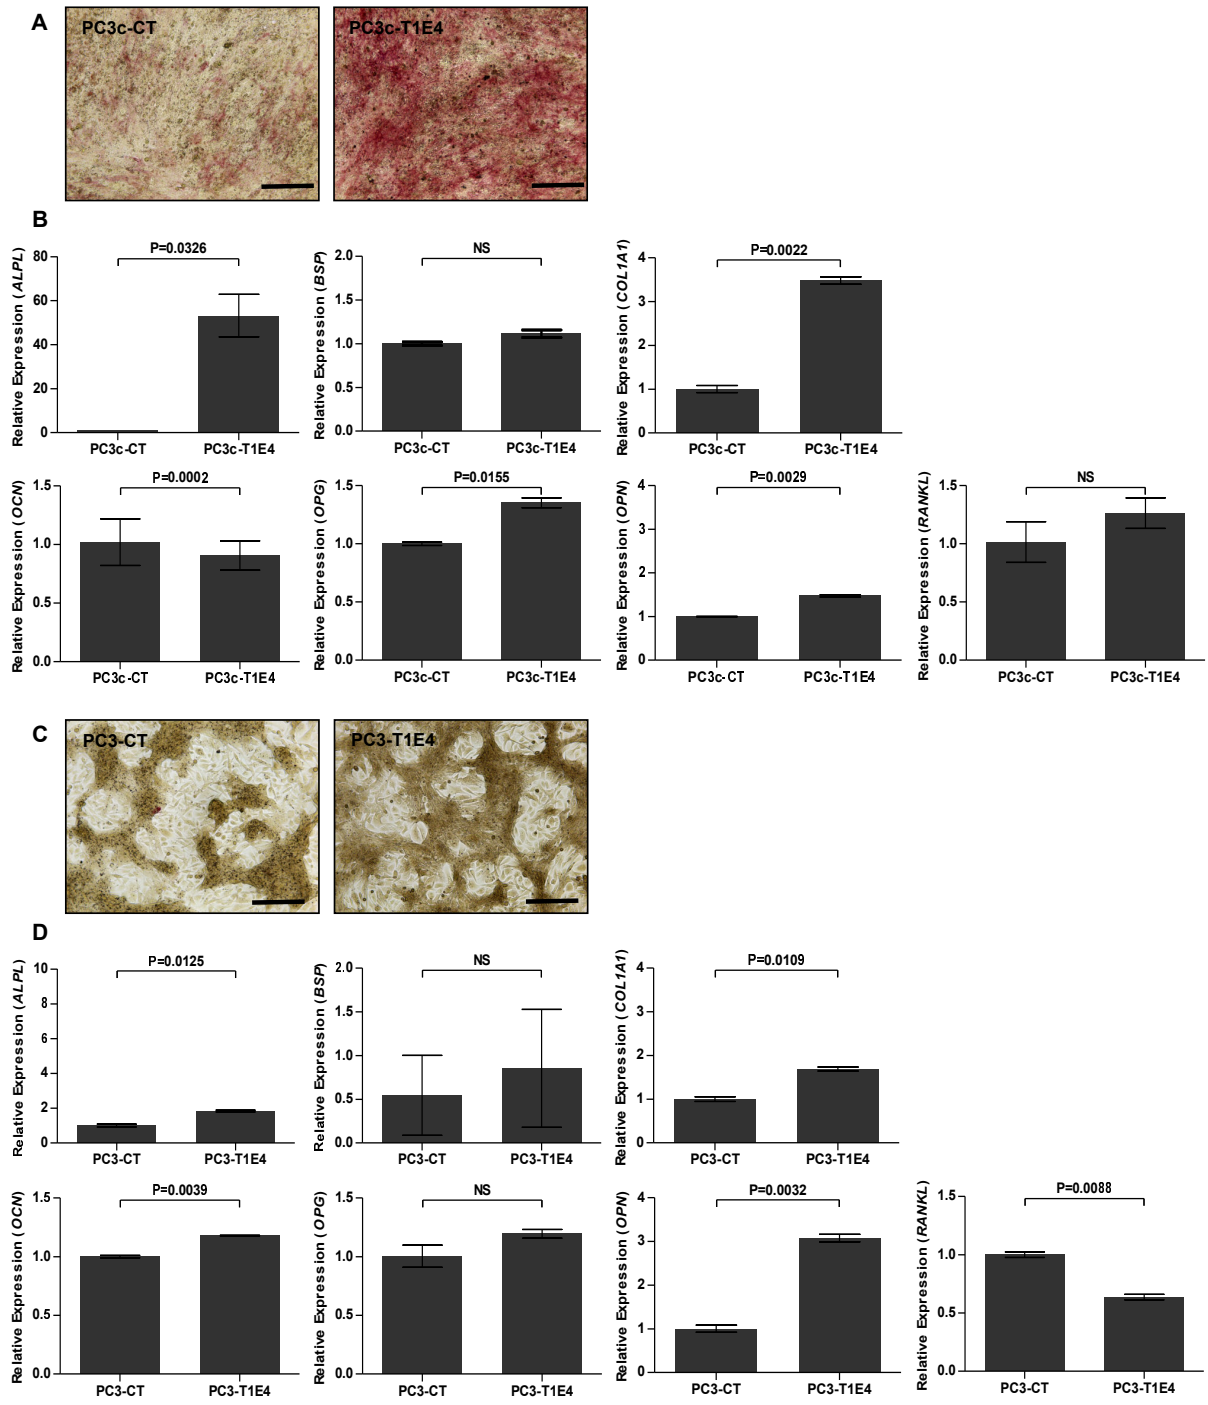 A
PC3c-CT
PC3c-T1E4
B
Relative Expression (ALPL)
80
60
40
20
0
P=0.0326
PC3c-CT
PC3c-T1E4
Relative Expression (BSP)
2.0
1.5
1.0
0.5
0.0
NS
PC3c-CT
PC3c-T1E4
Relative Expression (COL1A1)
4
3
2
1
0
P=0.0022
PC3c-CT
PC3c-T1E4
Relative Expression (OCN)
1.5
1.0
0.5
0.0
P=0.0002
PC3c-CT
PC3c-T1E4
Relative Expression (OPG)
1.5
1.0
0.5
0.0
P=0.0155
PC3c-CT
PC3c-T1E4
Relative Expression (OPN)
4
3
2
1
0
P=0.0029
PC3c-CT
PC3c-T1E4
Relative Expression (RANKL)
1.5
1.0
0.5
0.0
NS
PC3c-CT
PC3c-T1E4
C
PC3-CT
PC3-T1E4
D
Relative Expression (ALPL)
10
8
6
4
2
0
P=0.0125
PC3-CT
PC3-T1E4
Relative Expression (BSP)
2.0
1.5
1.0
0.5
0.0
NS
PC3-CT
PC3-T1E4
Relative Expression (COL1A1)
4
3
2
1
0
P=0.0109
PC3-CT
PC3-T1E4
Relative Expression (OCN)
1.5
1.0
0.5
0.0
P=0.0039
PC3-CT
PC3-T1E4
Relative Expression (OPG)
1.5
1.0
0.5
0.0
NS
PC3-CT
PC3-T1E4
Relative Expression (OPN)
4
3
2
1
0
P=0.0032
PC3-CT
PC3-T1E4
Relative Expression (RANKL)
1.5
1.0
0.5
0.0
P=0.0088
PC3-CT
PC3-T1E4